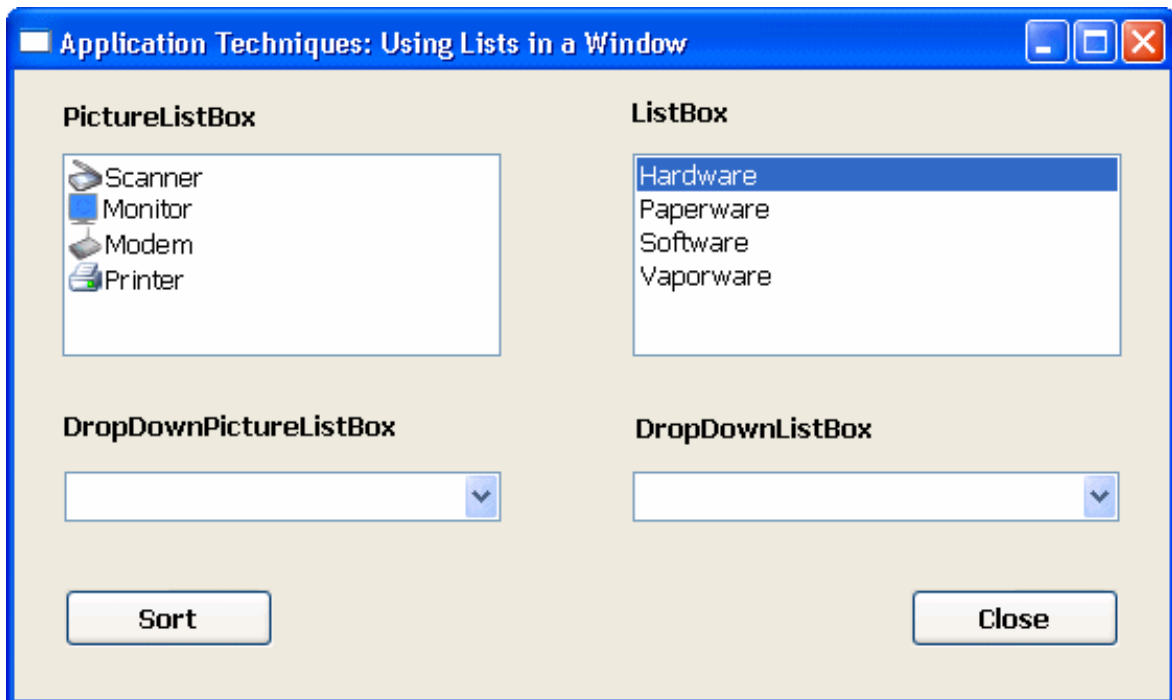 Application Techniques: Using Lists in a Window
PictureListBox
Scanner
Monitor
Modem
Printer
ListBox
Hardware
Paperware
Software
Vaporware
DropDownPictureListBox
DropDownListBox
Sort
Close